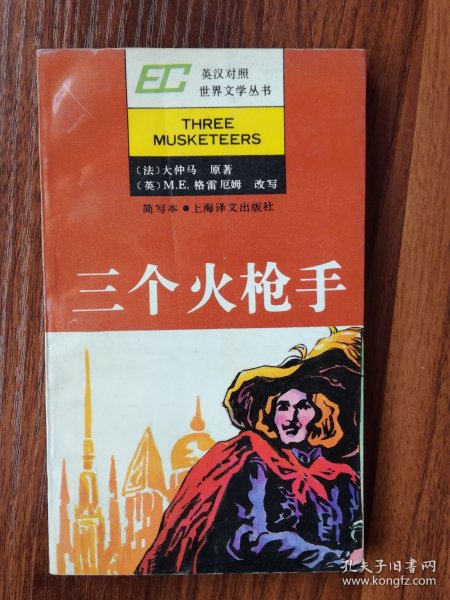 EC
英汉对照
世界文学丛书
THREE
MUSKETEERS
〔法〕大仲马 原著
〔英〕M.E.格雷厄姆 改写
简写本●上海译文出版社
三个火枪手
孔夫子旧书网
www.kongfz.com